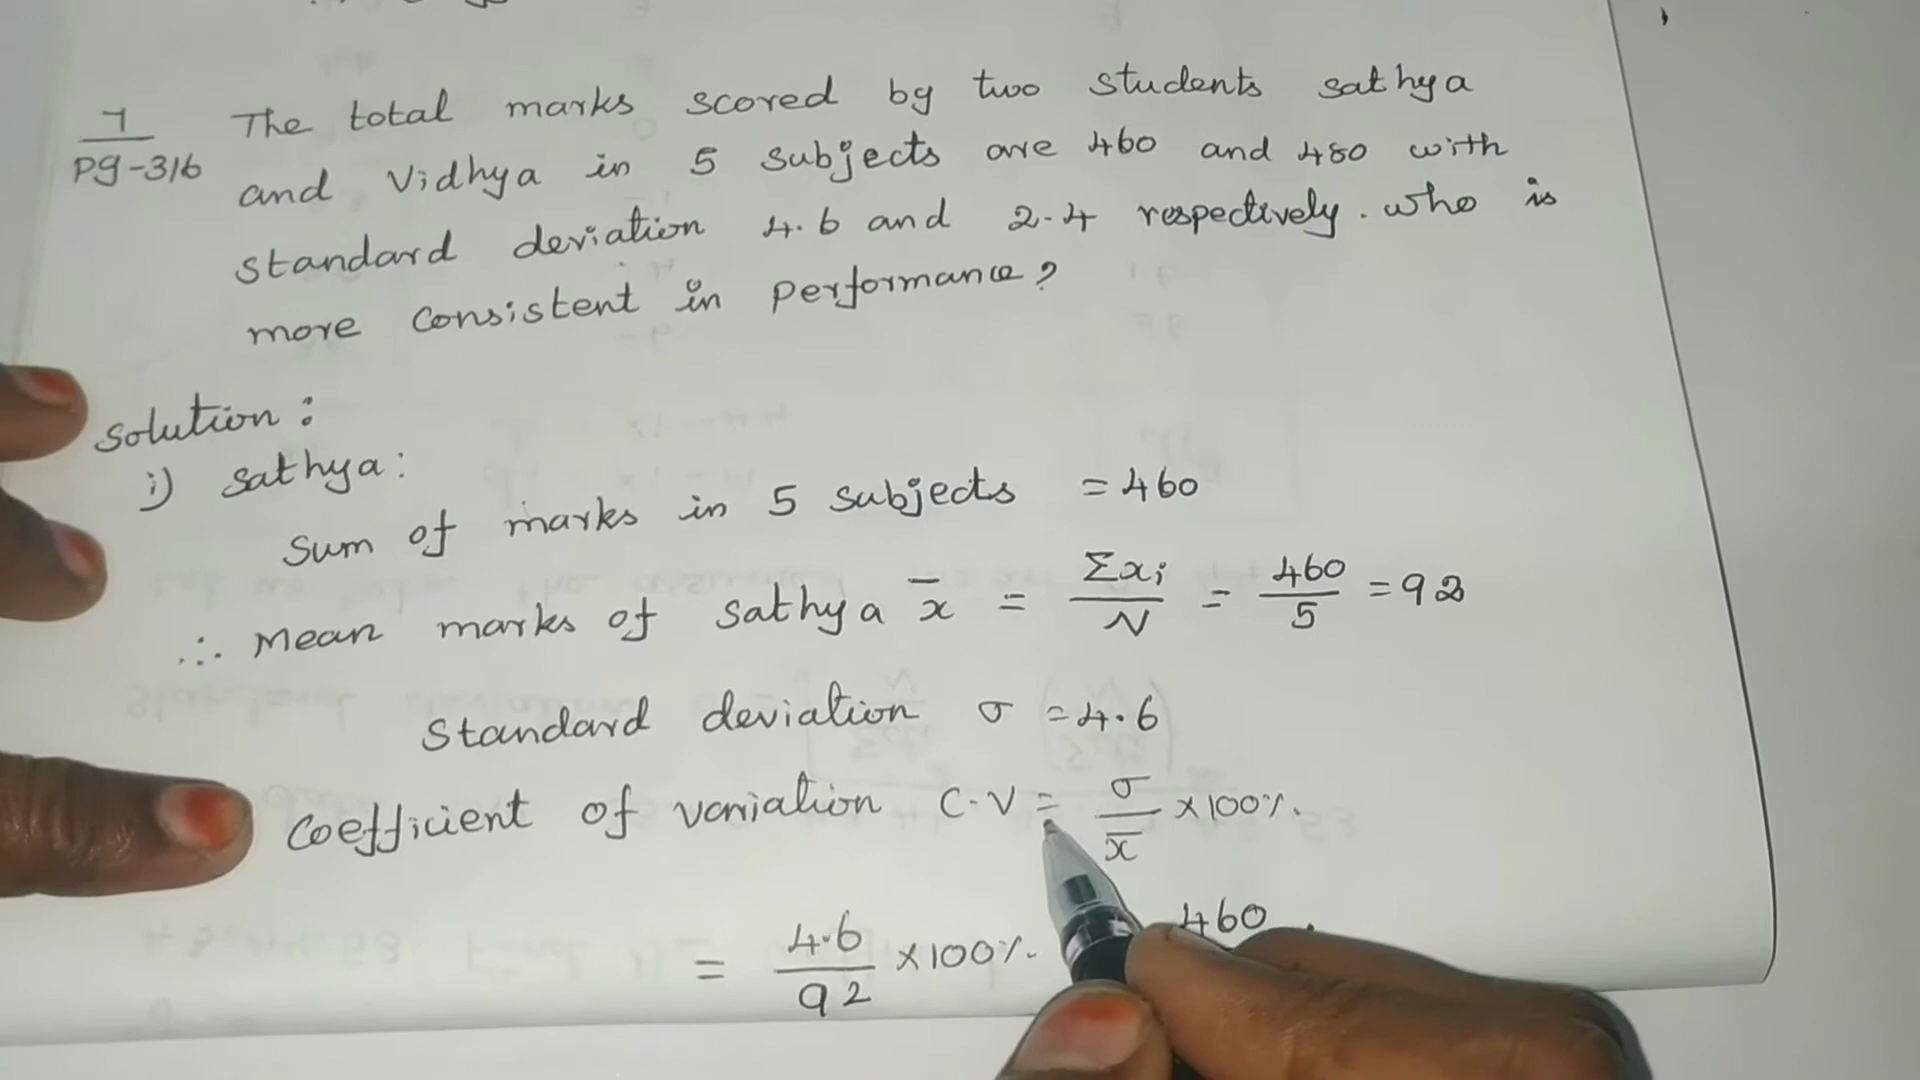 7
Pg-316
The total marks scored by two students sathya
and Vidhya in 5 subjects are 460 and 480 with
standard deviation 4.6 and 2.4 respectively. who is
more consistent in performance?
Solution:
i) sathya:
Sum of marks in 5 subjects = 460
∴ Mean marks of sathya x̄ = Σxi/N = 460/5 = 92
Standard deviation σ = 4.6
Coefficient of variation C.V = σ/x̄ ×100%.
= 4.6/92 ×100%. 460